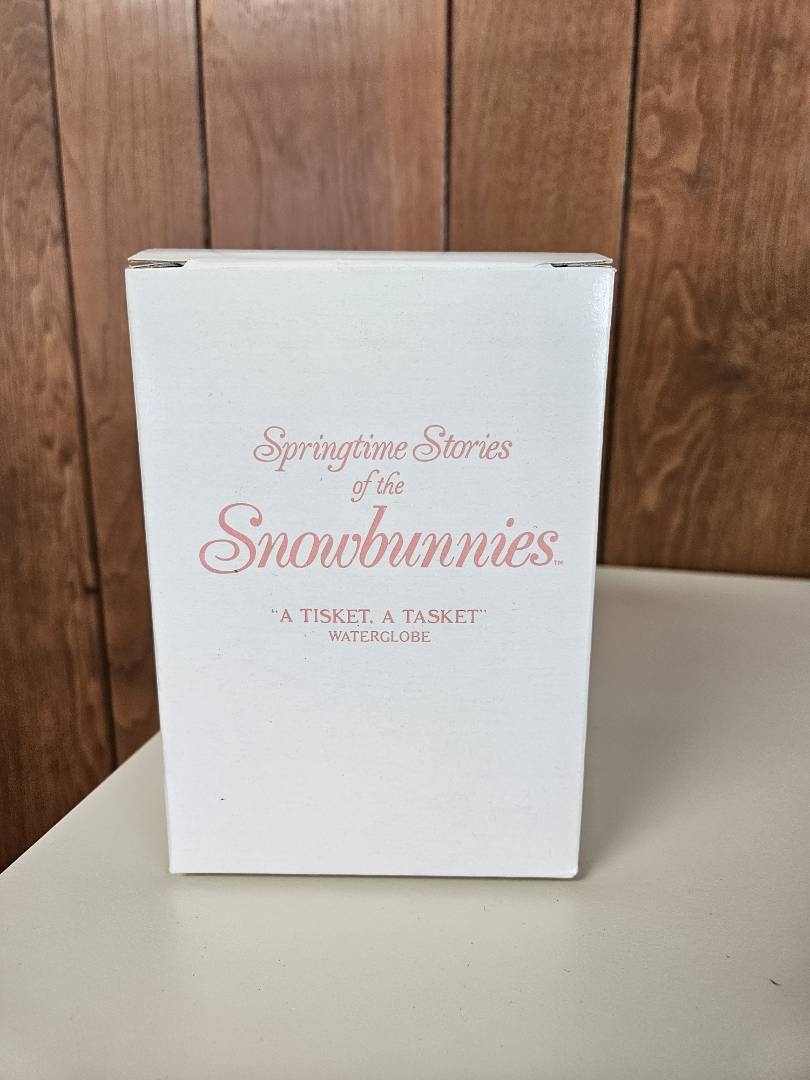 Springtime Stories
of the
Snowbunnies™
"A TISKET, A TASKET"
WATERGLOBE